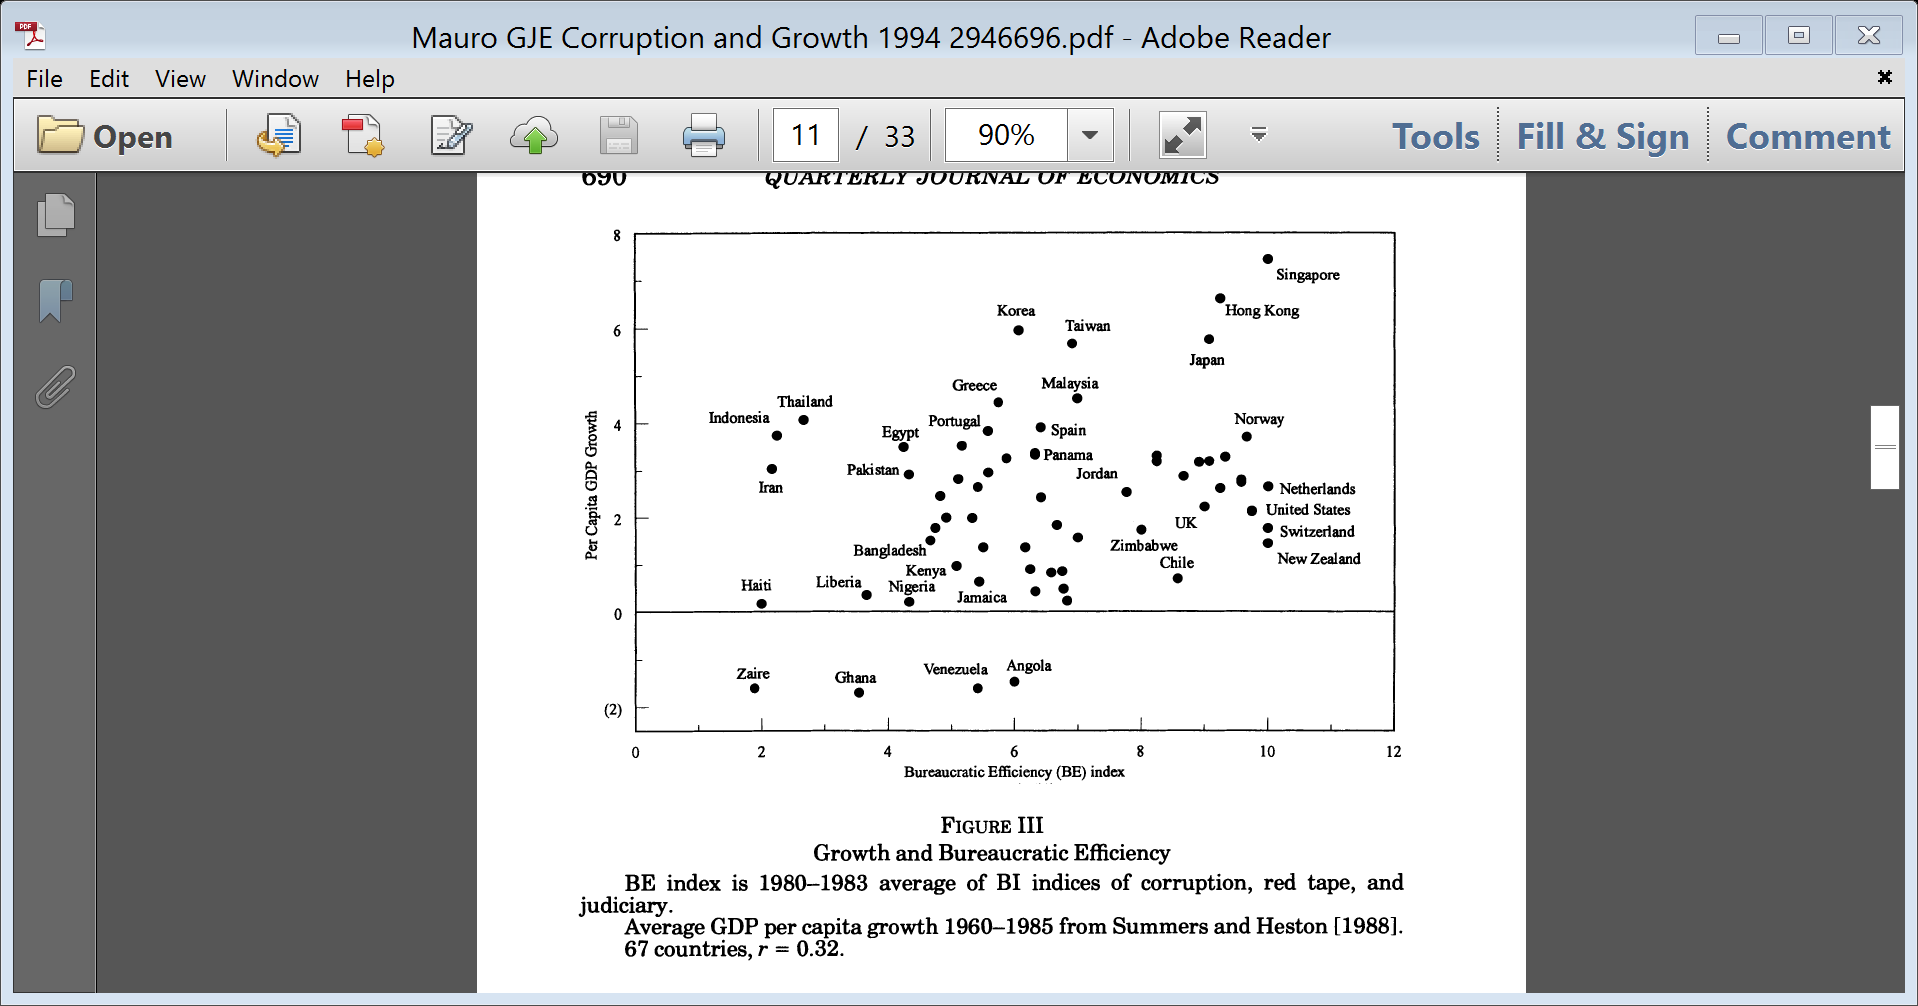 Mauro GJE Corruption and Growth 1994 2946696.pdf - Adobe Reader
File Edit View Window Help
Open 11 / 33 90% Tools Fill & Sign Comment
690 QUARTERLY JOURNAL OF ECONOMICS
8
Singapore
Hong Kong
Korea
Taiwan
6
Japan
Malaysia
Greece
Thailand
Indonesia
Norway
Portugal
4
Spain
Egypt
Panama
Pakistan
Jordan
Iran
Netherlands
United States
2
UK
Switzerland
Zimbabwe
Bangladesh
New Zealand
Chile
Kenya
Liberia
Haiti
Nigeria
Jamaica
0
Per Capita GDP Growth
Angola
Venezuela
Zaire
Ghana
(2)
0 2 4 6 8 10 12
Bureaucratic Efficiency (BE) index
FIGURE III
Growth and Bureaucratic Efficiency
BE index is 1980–1983 average of BI indices of corruption, red tape, and
judiciary.
Average GDP per capita growth 1960–1985 from Summers and Heston [1988].
67 countries, r = 0.32.